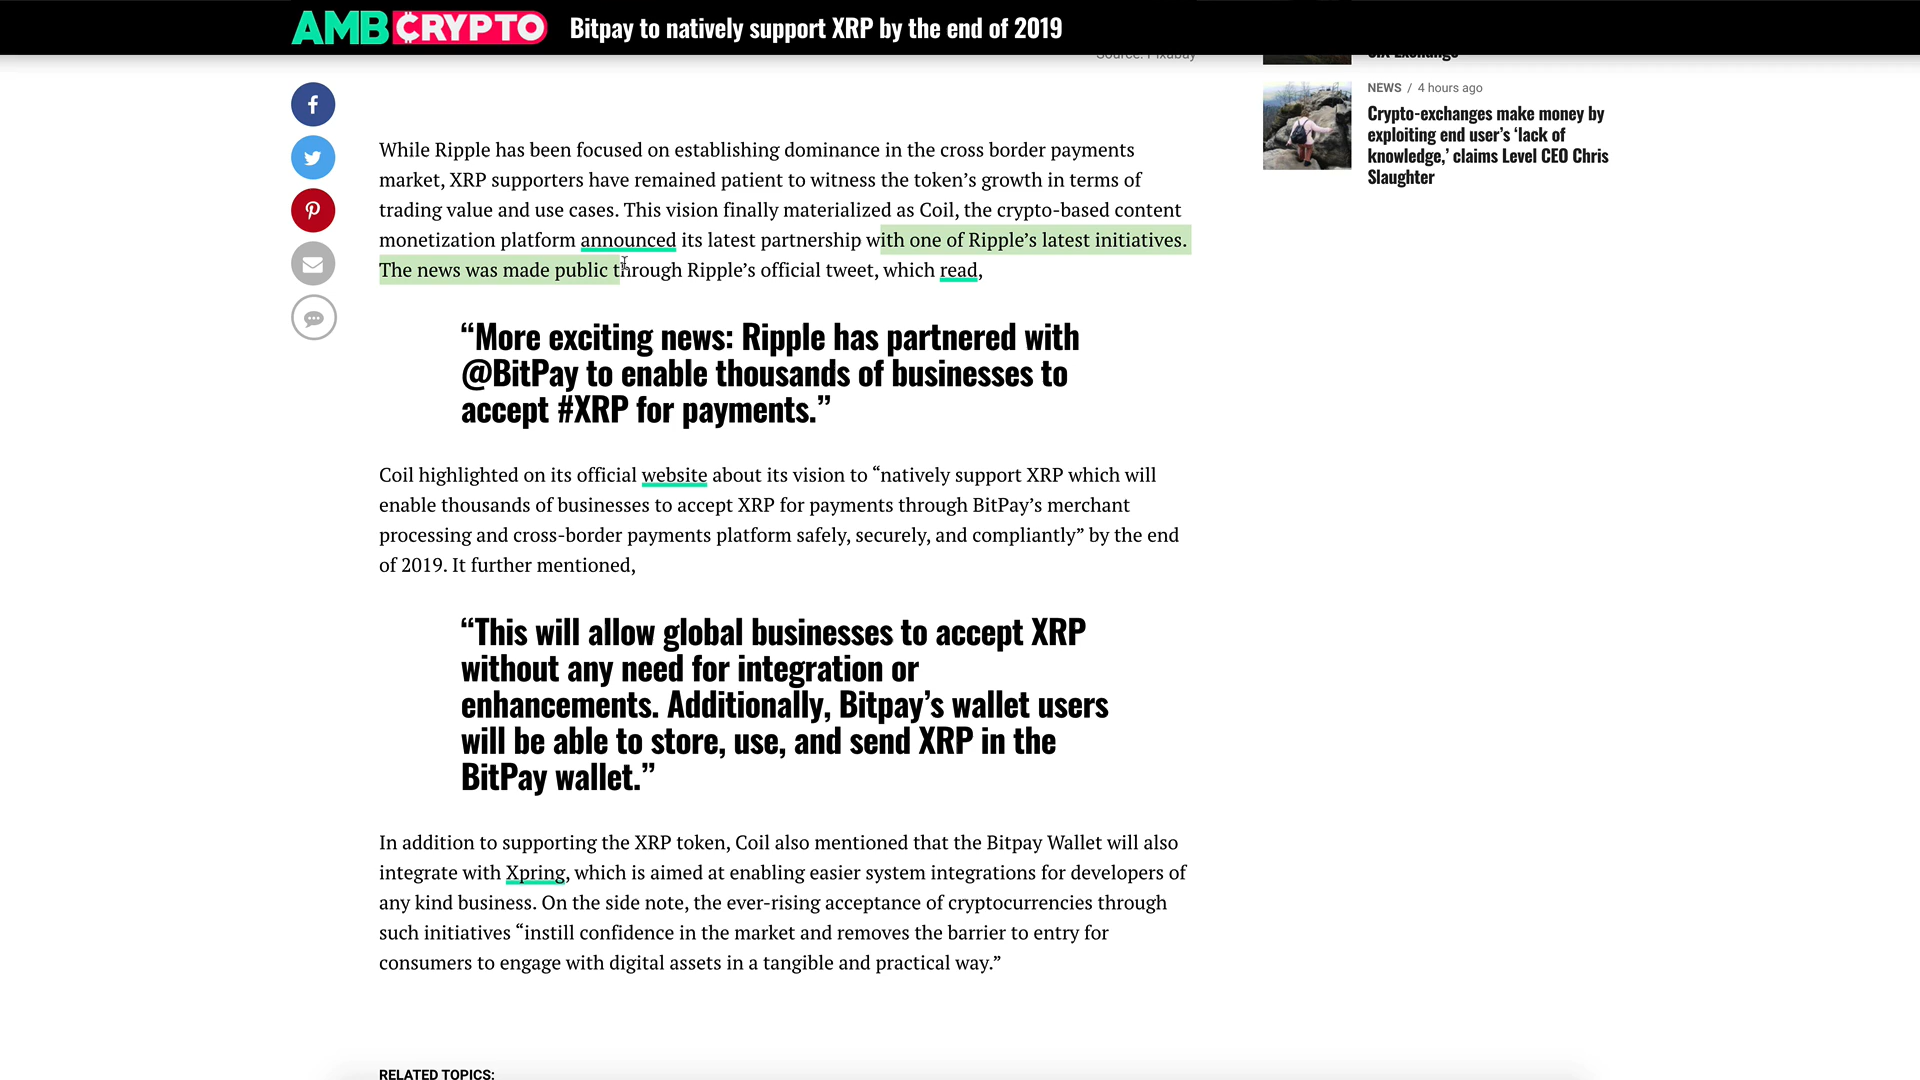 AMBCRYPTO Bitpay to natively support XRP by the end of 2019
Source: Pixabay
While Ripple has been focused on establishing dominance in the cross border payments
market, XRP supporters have remained patient to witness the token’s growth in terms of
trading value and use cases. This vision finally materialized as Coil, the crypto-based content
monetization platform announced its latest partnership with one of Ripple’s latest initiatives.
The news was made public through Ripple’s official tweet, which read,
“More exciting news: Ripple has partnered with
@BitPay to enable thousands of businesses to
accept #XRP for payments.”
Coil highlighted on its official website about its vision to “natively support XRP which will
enable thousands of businesses to accept XRP for payments through BitPay’s merchant
processing and cross-border payments platform safely, securely, and compliantly” by the end
of 2019. It further mentioned,
“This will allow global businesses to accept XRP
without any need for integration or
enhancements. Additionally, Bitpay’s wallet users
will be able to store, use, and send XRP in the
BitPay wallet.”
In addition to supporting the XRP token, Coil also mentioned that the Bitpay Wallet will also
integrate with Xpring, which is aimed at enabling easier system integrations for developers of
any kind business. On the side note, the ever-rising acceptance of cryptocurrencies through
such initiatives “instill confidence in the market and removes the barrier to entry for
consumers to engage with digital assets in a tangible and practical way.”
RELATED TOPICS:
NEWS / 4 hours ago
Crypto-exchanges make money by
exploiting end user’s ‘lack of
knowledge,’ claims Level CEO Chris
Slaughter